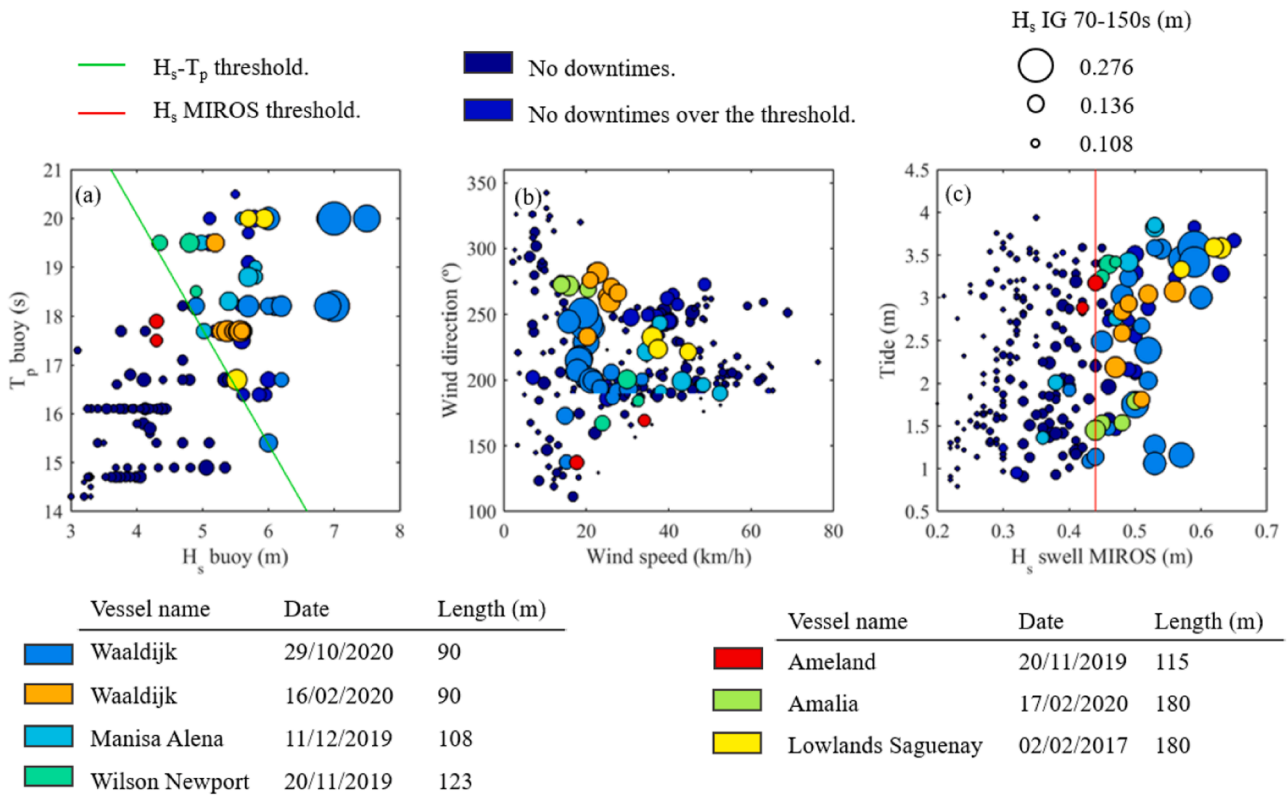 Hs IG 70-150s (m)
Hs-Tp threshold.
No downtimes.
0.276
Hs MIROS threshold.
No downtimes over the threshold.
0.136
0.108
(a)
21
20
19
18
17
16
15
14
3
4
5
6
7
8
Tp buoy (s)
Hs buoy (m)
(b)
350
300
250
200
150
100
0
20
40
60
80
Wind direction (º)
Wind speed (km/h)
(c)
4.5
4
3.5
3
2.5
2
1.5
1
0.5
0.2
0.3
0.4
0.5
0.6
0.7
Tide (m)
Hs swell MIROS (m)
Vessel name Date Length (m)
Waaldijk 29/10/2020 90
Waaldijk 16/02/2020 90
Manisa Alena 11/12/2019 108
Wilson Newport 20/11/2019 123
Vessel name Date Length (m)
Ameland 20/11/2019 115
Amalia 17/02/2020 180
Lowlands Saguenay 02/02/2017 180